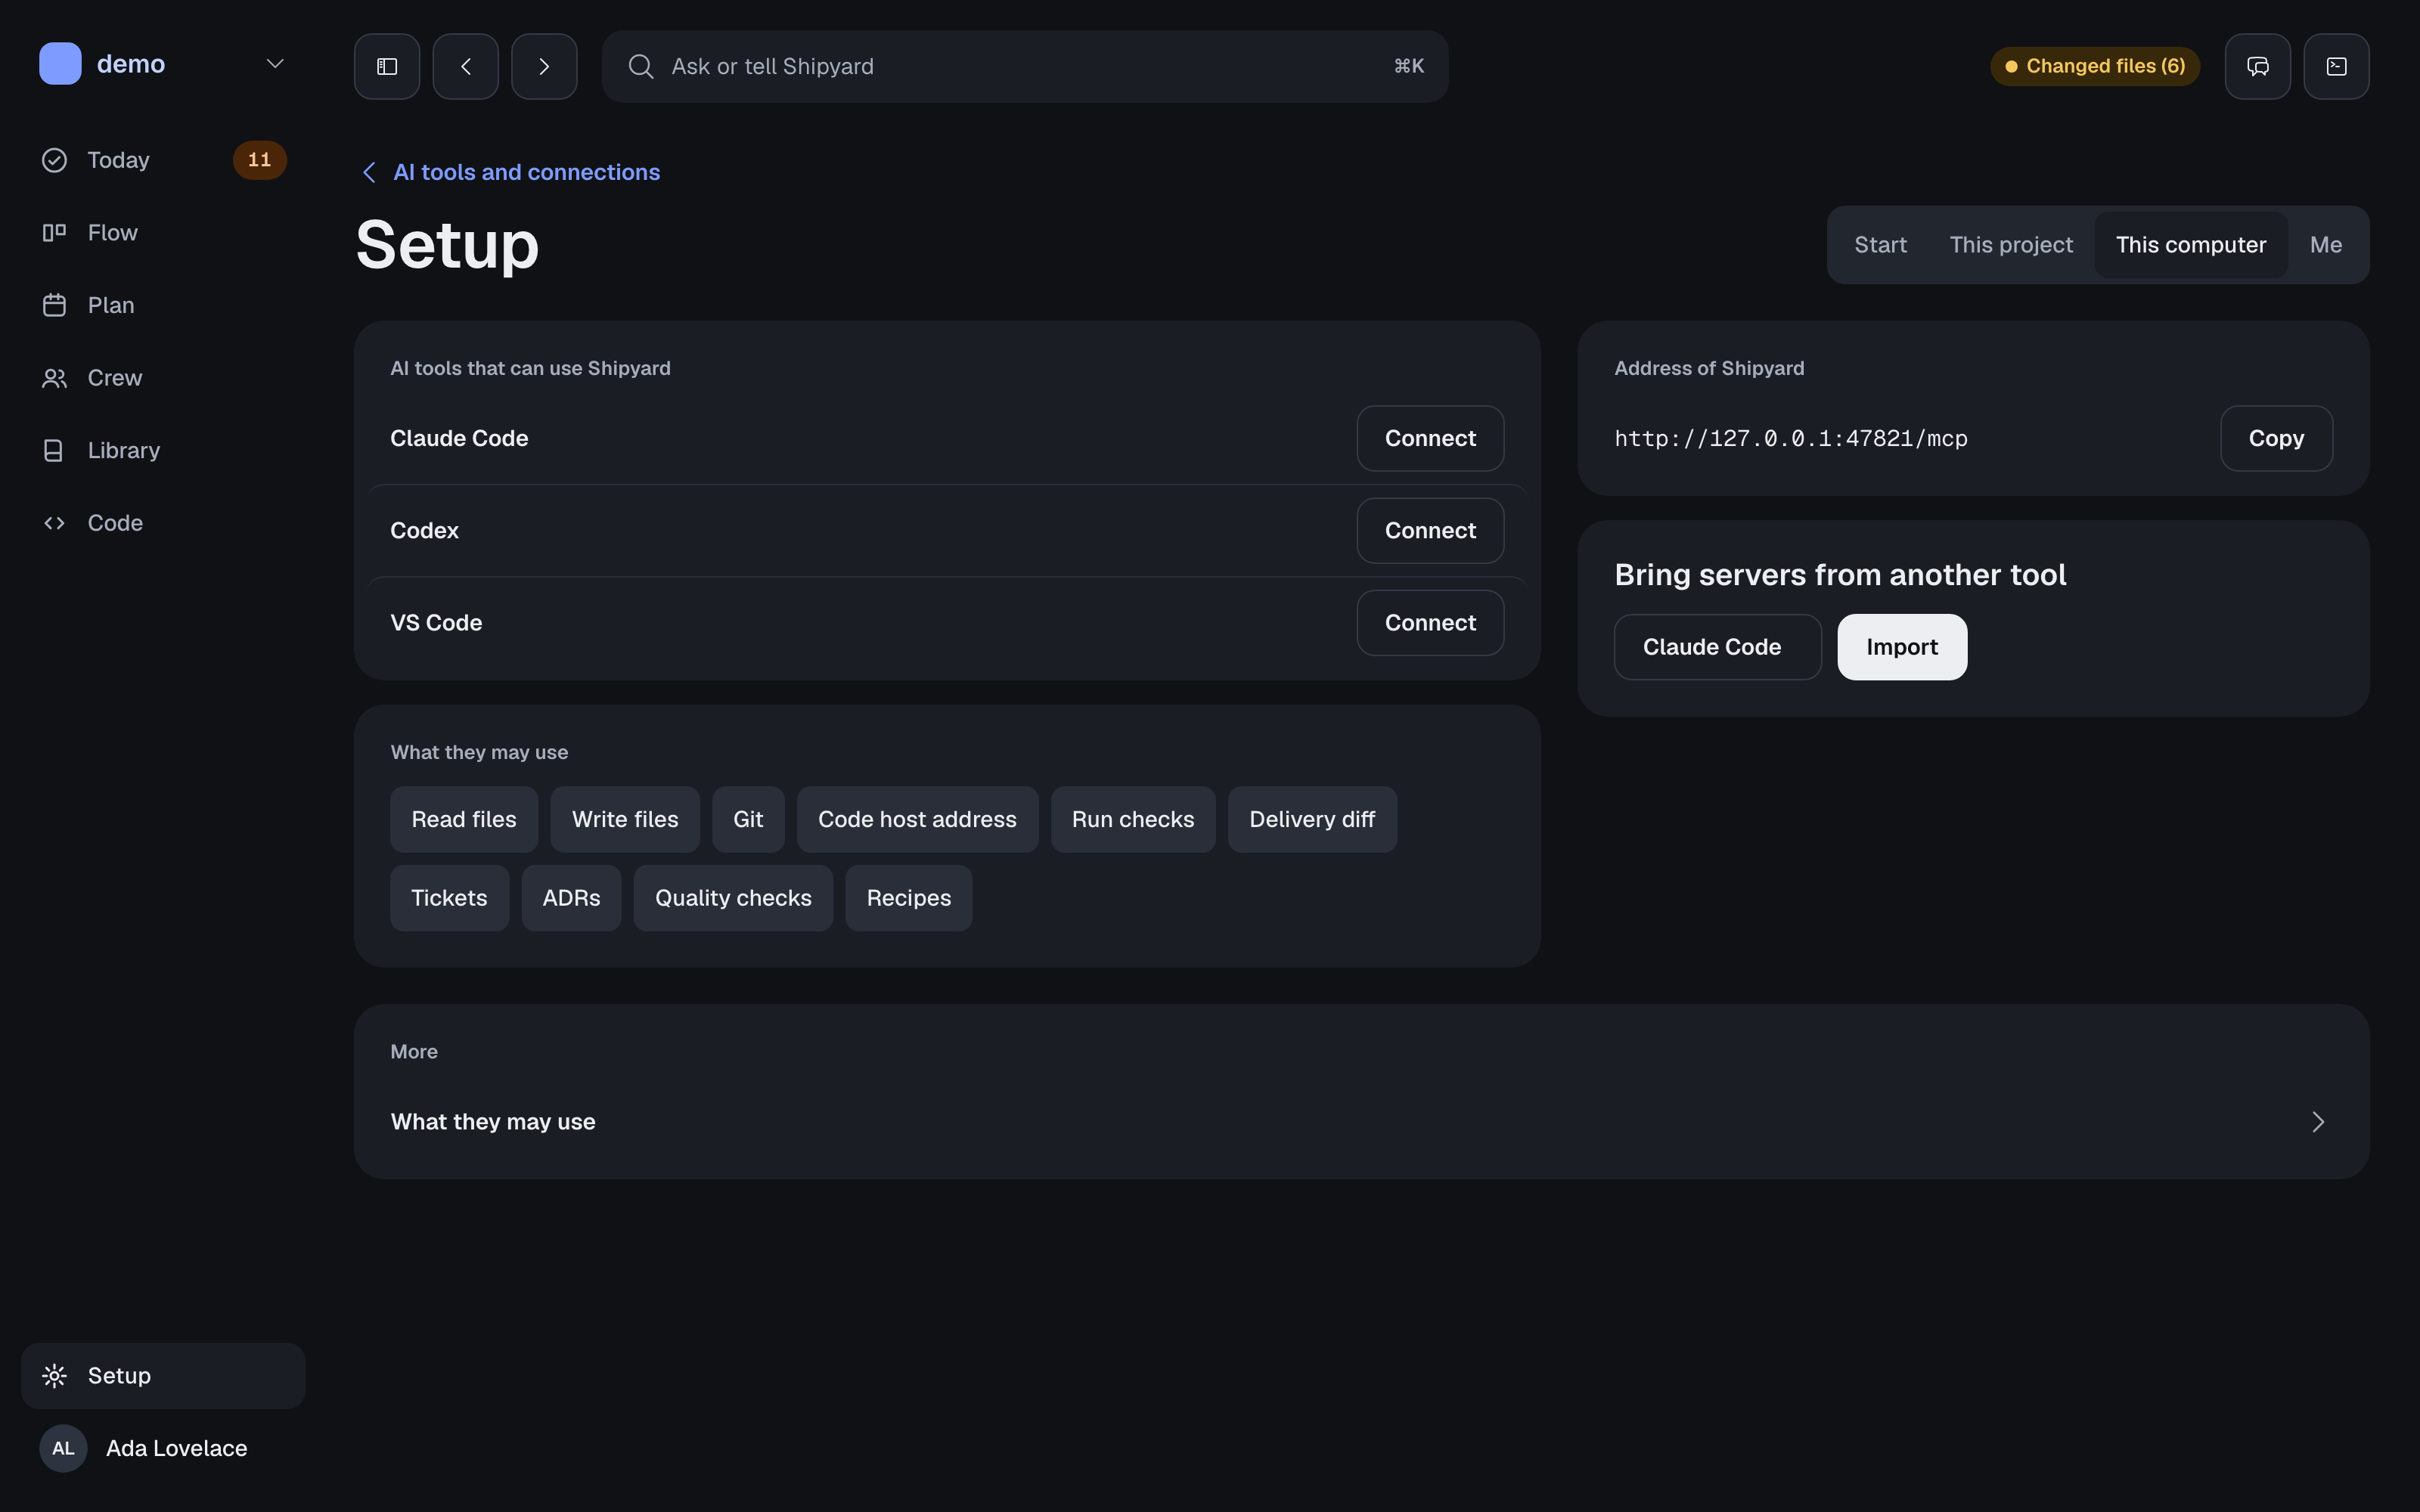 demo
Ask or tell Shipyard
⌘K
Changed files (6)
Today
11
Flow
Plan
Crew
Library
Code
AI tools and connections
Setup
Start
This project
This computer
Me
AI tools that can use Shipyard
Claude Code
Connect
Codex
Connect
VS Code
Connect
Address of Shipyard
http://127.0.0.1:47821/mcp
Copy
Bring servers from another tool
Claude Code
Import
What they may use
Read files
Write files
Git
Code host address
Run checks
Delivery diff
Tickets
ADRs
Quality checks
Recipes
More
What they may use
Setup
AL
Ada Lovelace